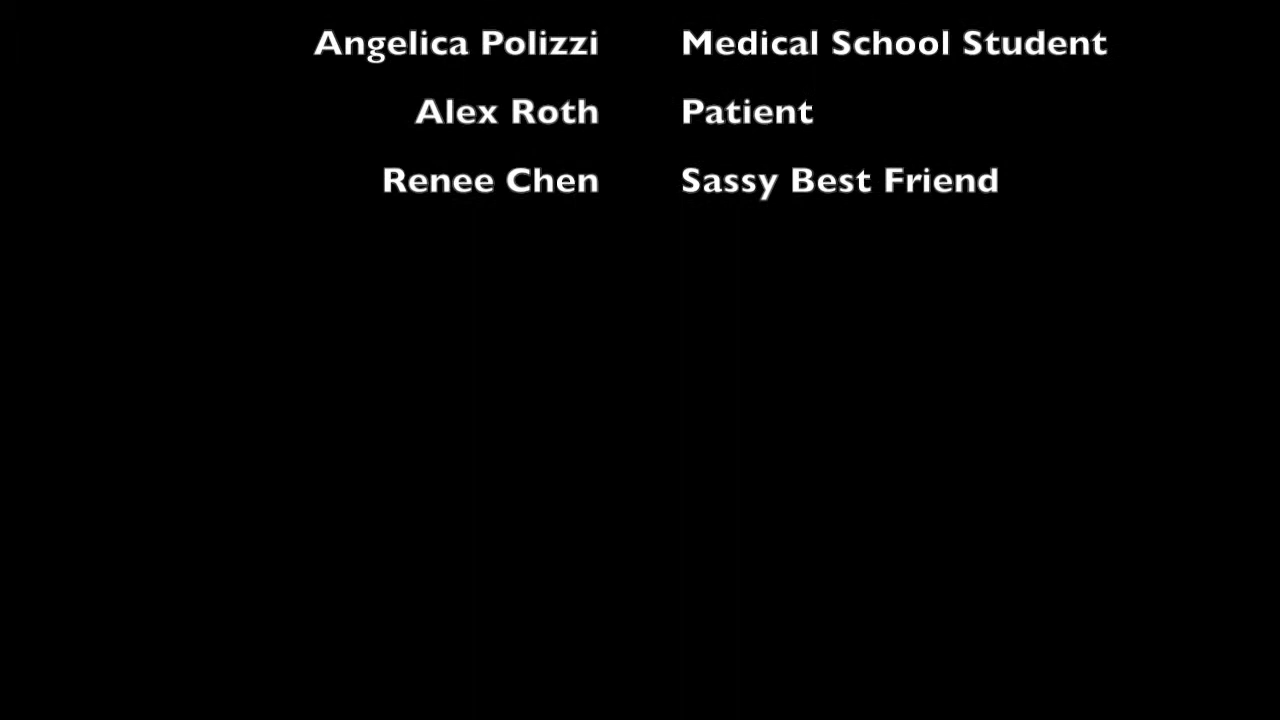 Angelica Polizzi Medical School Student
Alex Roth Patient
Renee Chen Sassy Best Friend